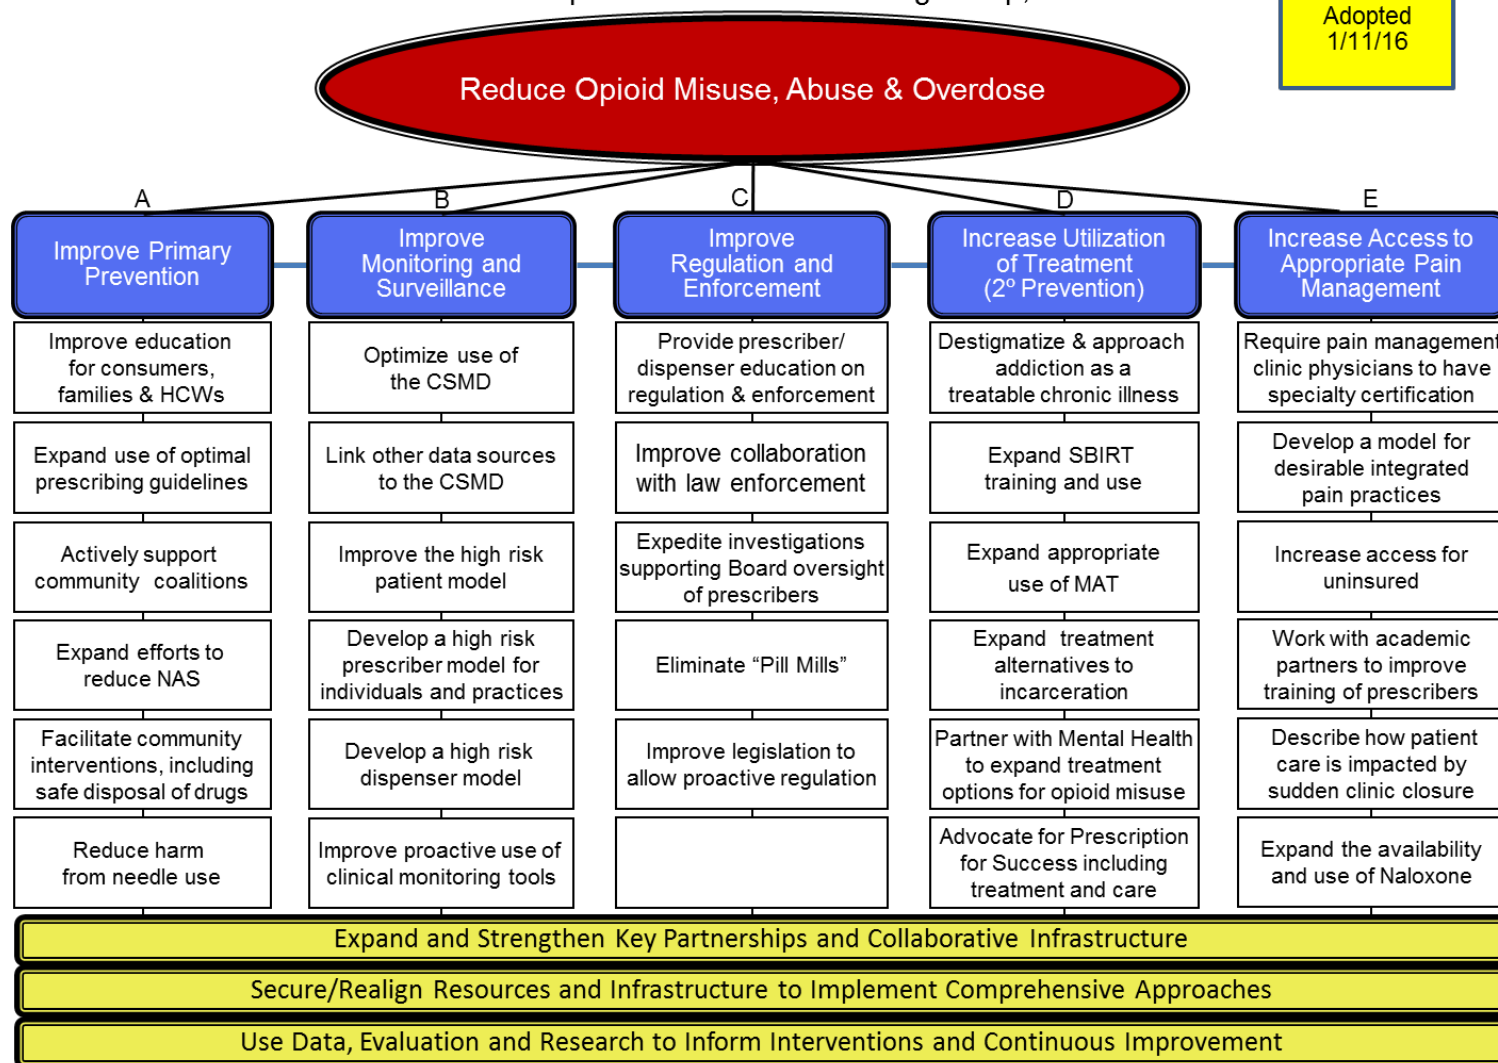 Adopted
1/11/16
Reduce Opioid Misuse, Abuse & Overdose
A
B
C
D
E
Improve Primary
Prevention
Improve
Monitoring and
Surveillance
Improve
Regulation and
Enforcement
Increase Utilization
of Treatment
(2º Prevention)
Increase Access to
Appropriate Pain
Management
Improve education
for consumers,
families & HCWs
Optimize use of
the CSMD
Provide prescriber/
dispenser education on
regulation & enforcement
Destigmatize & approach
addiction as a
treatable chronic illness
Require pain management
clinic physicians to have
specialty certification
Expand use of optimal
prescribing guidelines
Link other data sources
to the CSMD
Improve collaboration
with law enforcement
Expand SBIRT
training and use
Develop a model for
desirable integrated
pain practices
Actively support
community coalitions
Improve the high risk
patient model
Expedite investigations
supporting Board oversight
of prescribers
Expand appropriate
use of MAT
Increase access for
uninsured
Expand efforts to
reduce NAS
Develop a high risk
prescriber model for
individuals and practices
Eliminate “Pill Mills”
Expand treatment
alternatives to
incarceration
Work with academic
partners to improve
training of prescribers
Facilitate community
interventions, including
safe disposal of drugs
Develop a high risk
dispenser model
Improve legislation to
allow proactive regulation
Partner with Mental Health
to expand treatment
options for opioid misuse
Describe how patient
care is impacted by
sudden clinic closure
Reduce harm
from needle use
Improve proactive use of
clinical monitoring tools
Advocate for Prescription
for Success including
treatment and care
Expand the availability
and use of Naloxone
Expand and Strengthen Key Partnerships and Collaborative Infrastructure
Secure/Realign Resources and Infrastructure to Implement Comprehensive Approaches
Use Data, Evaluation and Research to Inform Interventions and Continuous Improvement